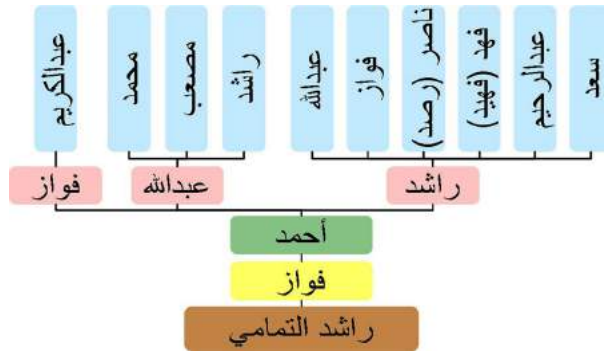 سعد
عبدالرحيم
فهد (فهيد)
ناصر (رصد)
فواز
عبدالله
راشد
مصعب
محمد
عبدالكريم
راشد
عبدالله
فواز
أحمد
فواز
راشد التمامي